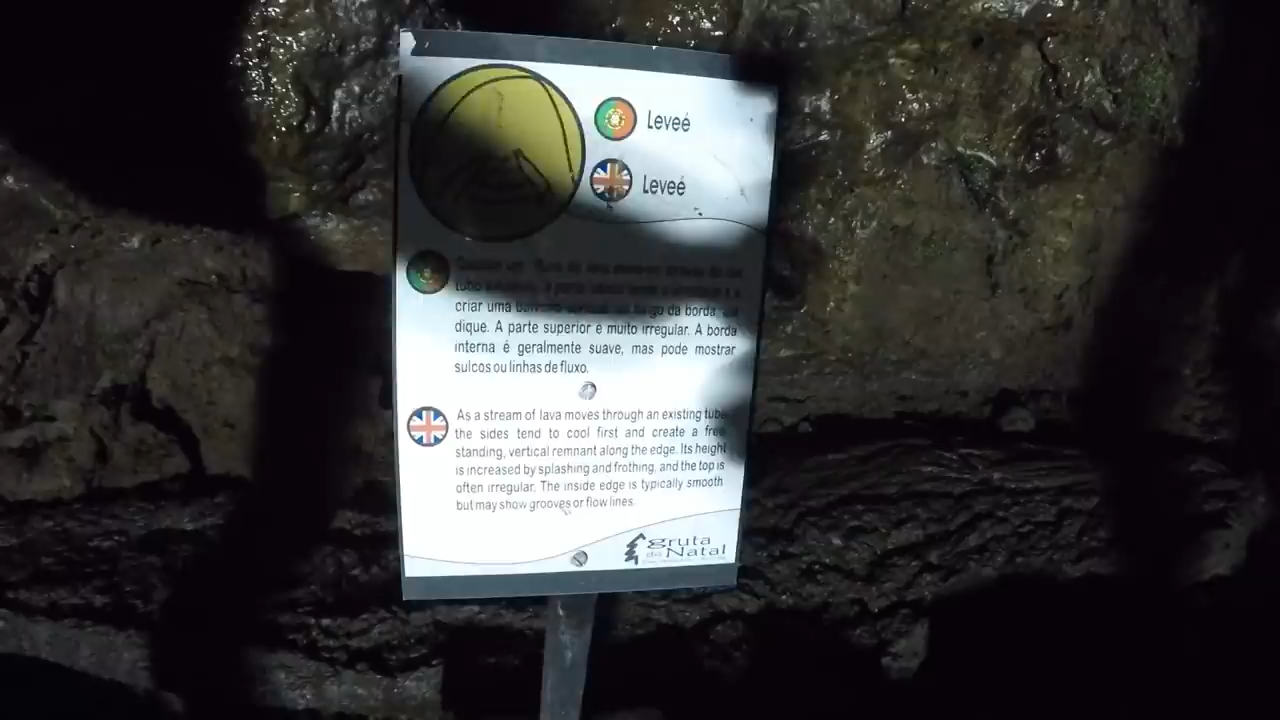 Leveé
Leveé
tubo
criar uma da borda,
dique. A parte superior é muito irregular. A borda
interna é geralmente suave, mas pode mostrar
sulcos ou linhas de fluxo.
As a stream of lava moves through an existing tube
the sides tend to cool first and create a free
standing, vertical remnant along the edge. Its height
is increased by splashing and frothing, and the top is
often irregular. The inside edge is typically smooth
but may show grooves or flow lines.
gruta
do Natal